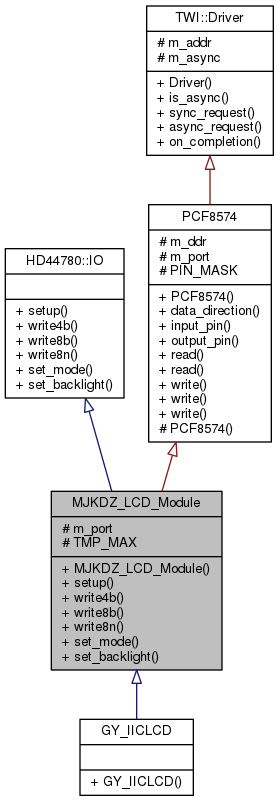 TWI::Driver
# m_addr
# m_async
+ Driver()
+ is_async()
+ sync_request()
+ async_request()
+ on_completion()
PCF8574
# m_ddr
# m_port
# PIN_MASK
+ PCF8574()
+ data_direction()
+ input_pin()
+ output_pin()
+ read()
+ read()
+ write()
+ write()
+ write()
# PCF8574()
HD44780::IO
+ setup()
+ write4b()
+ write8b()
+ write8n()
+ set_mode()
+ set_backlight()
MJKDZ_LCD_Module
# m_port
# TMP_MAX
+ MJKDZ_LCD_Module()
+ setup()
+ write4b()
+ write8b()
+ write8n()
+ set_mode()
+ set_backlight()
GY_IICLCD
+ GY_IICLCD()